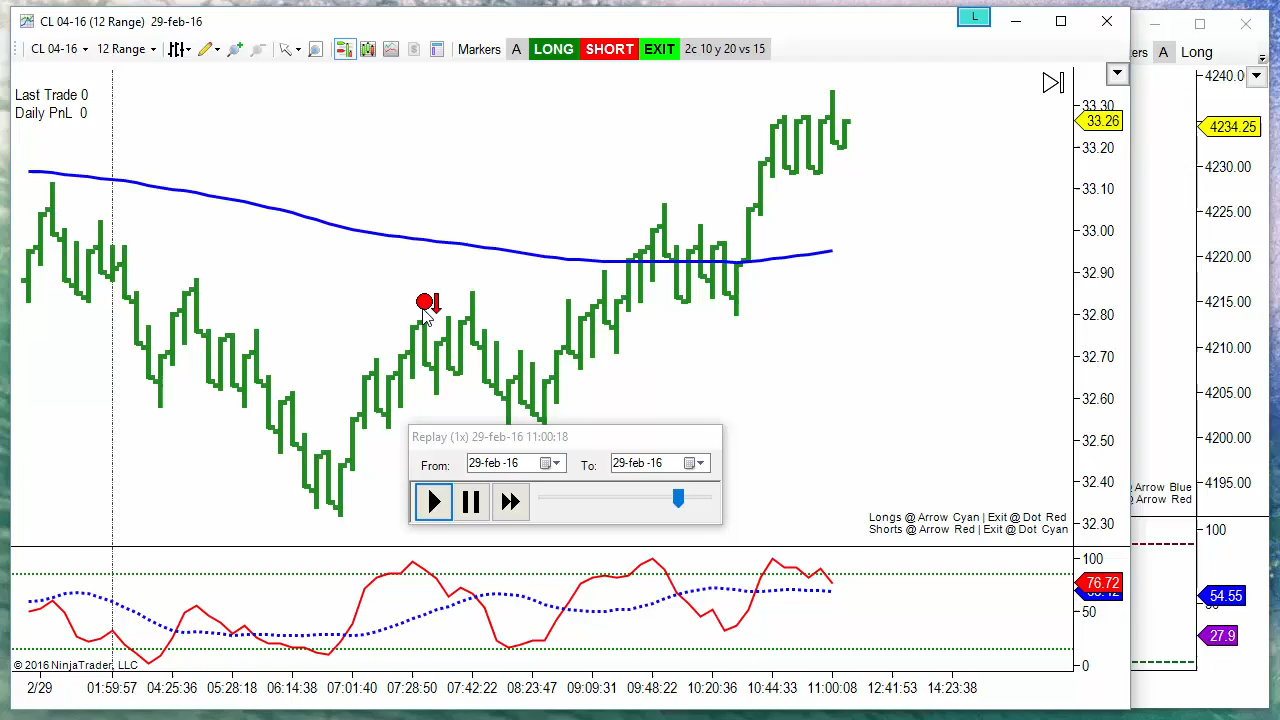 CL 04-16 (12 Range) 29-feb-16
L
CL 04-16 12 Range Markers A LONG SHORT EXIT 2c 10 y 20 vs 15
A Long
Last Trade 0
Daily PnL 0
33.30
33.26
33.20
33.10
33.00
32.90
32.80
32.70
32.60
32.50
32.40
32.30
4240.0
4234.25
4230.00
4225.00
4220.00
4215.00
4210.00
4205.00
4200.00
4195.00
Replay (1x) 29-feb-16 11:00:18
From: 29-feb -16 To: 29-feb -16
Longs @ Arrow Cyan | Exit @ Dot Red
Shorts @ Arrow Red | Exit @ Dot Cyan
Arrow Blue
Arrow Red
100
76.72
50
0
100
54.55
27.9
© 2016 NinjaTrader, LLC
2/29 01:59:57 04:25:36 05:28:18 06:14:38 07:01:40 07:28:50 07:42:22 08:23:47 09:09:31 09:48:22 10:20:36 10:44:33 11:00:08 12:41:53 14:23:38